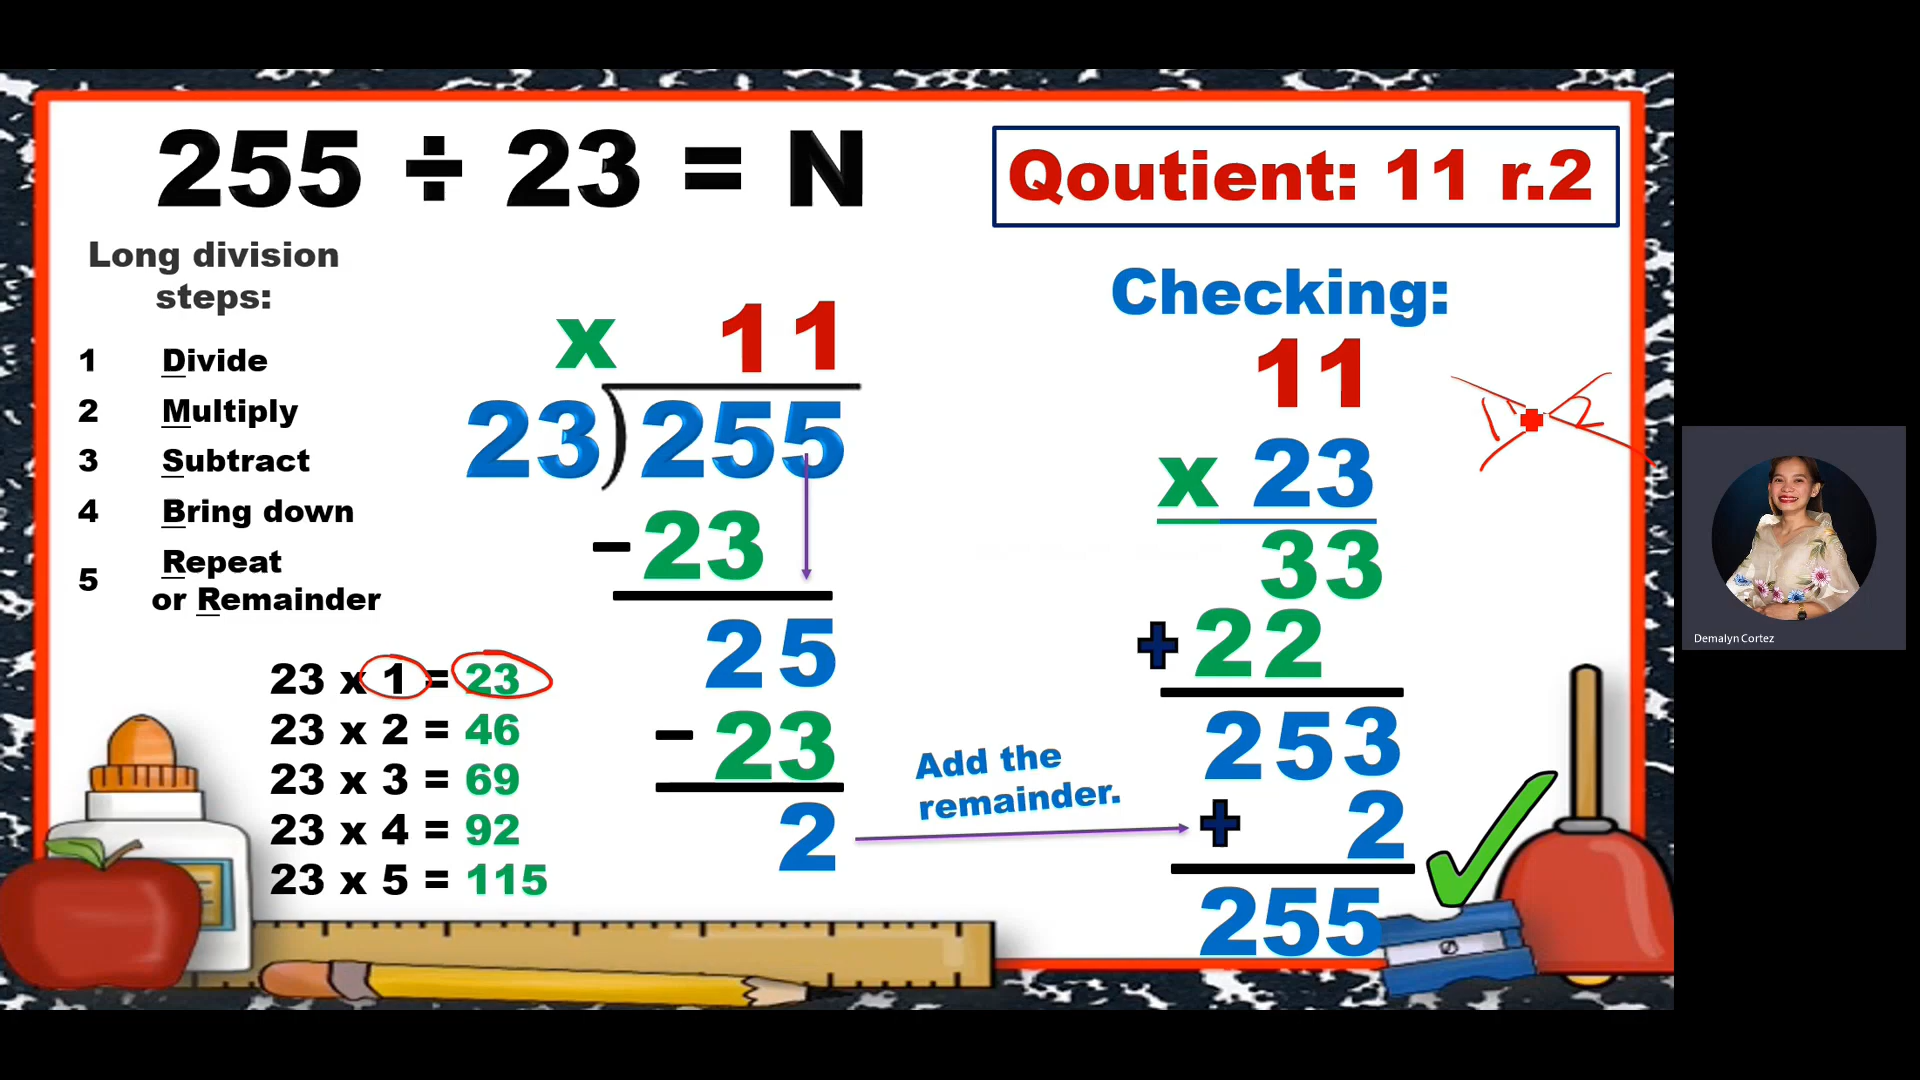 255 ÷ 23 = N
Qoutient: 11 r.2
Long division
steps:
1 Divide
2 Multiply
3 Subtract
4 Bring down
5 Repeat
or Remainder
23 x 1 = 23
23 x 2 = 46
23 x 3 = 69
23 x 4 = 92
23 x 5 = 115
x 11
23)255
-23
25
-23
2
Add the
remainder.
Checking:
11
x 23
33
+22
253
+ 2
255
Demalyn Cortez